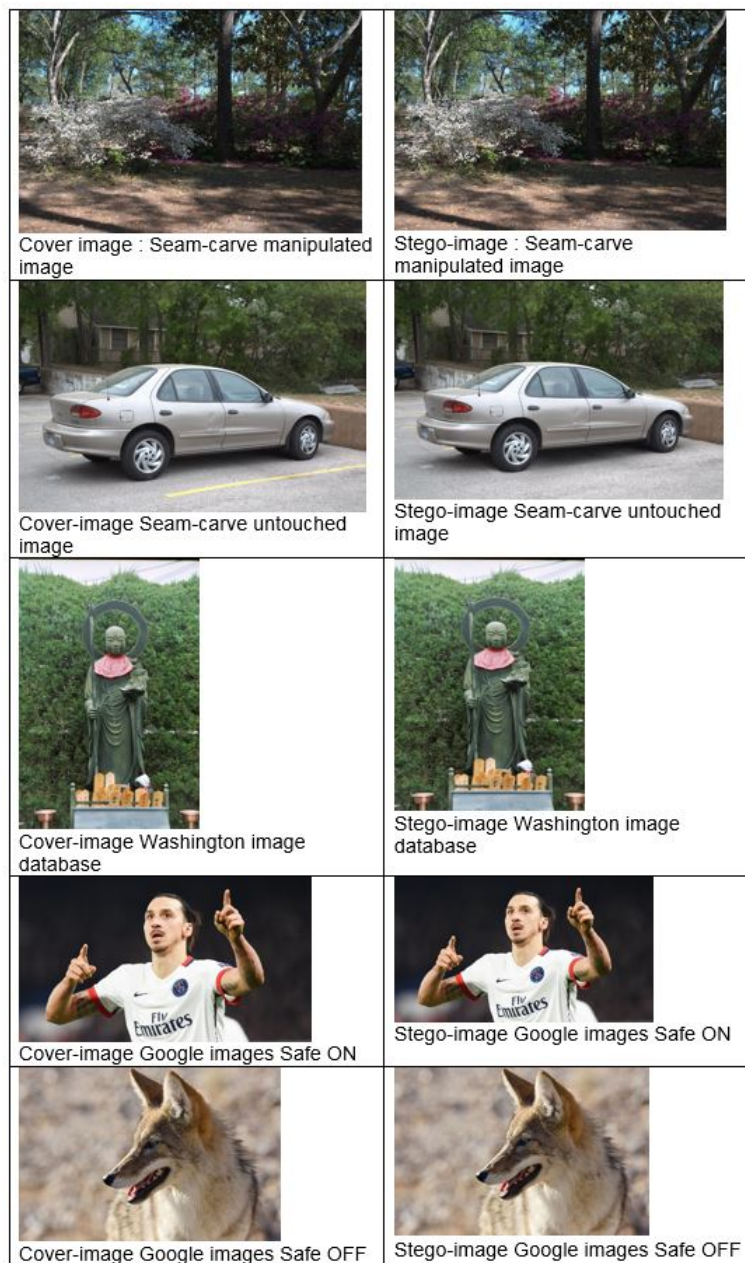 Cover image : Seam-carve manipulated
image
Stego-image : Seam-carve
manipulated image
Cover-image Seam-carve untouched
image
Stego-image Seam-carve untouched
image
Cover-image Washington image
database
Stego-image Washington image
database
Fly
Emirates
Cover-image Google images Safe ON
Fly
Emirates
Stego-image Google images Safe ON
Cover-image Google images Safe OFF
Stego-image Google images Safe OFF